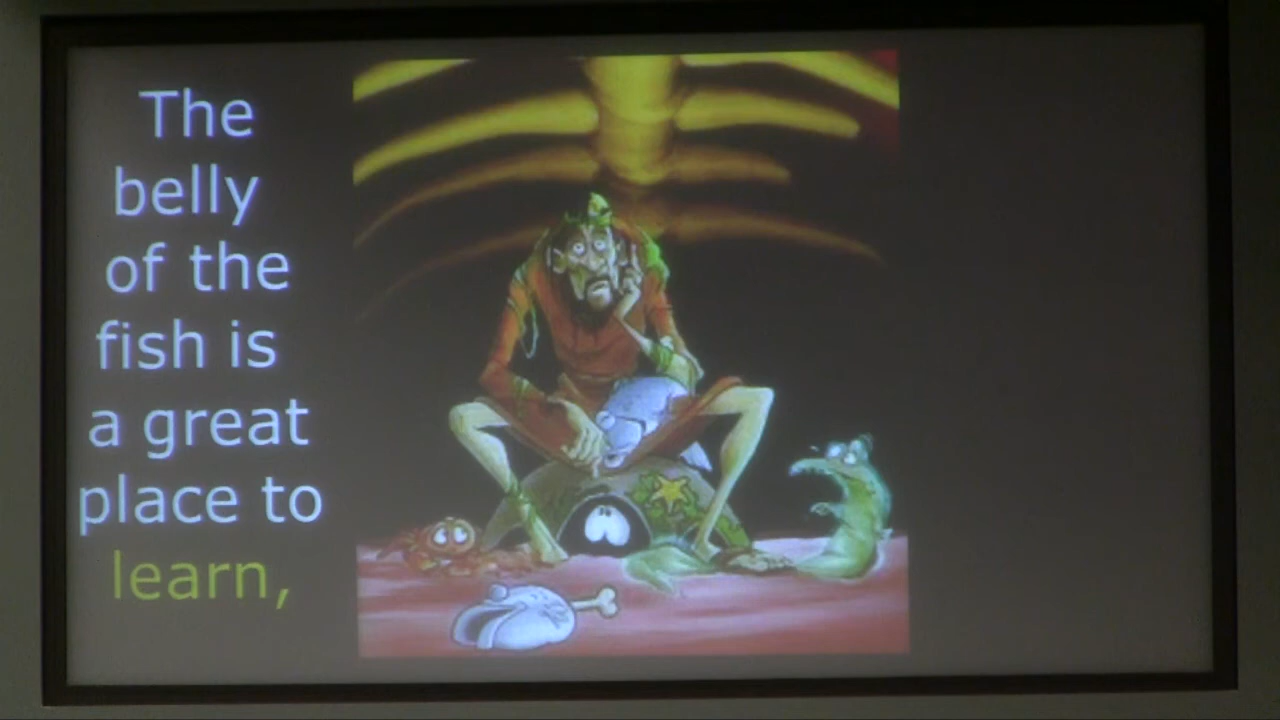 The
belly
of the
fish is
a great
place to
learn,